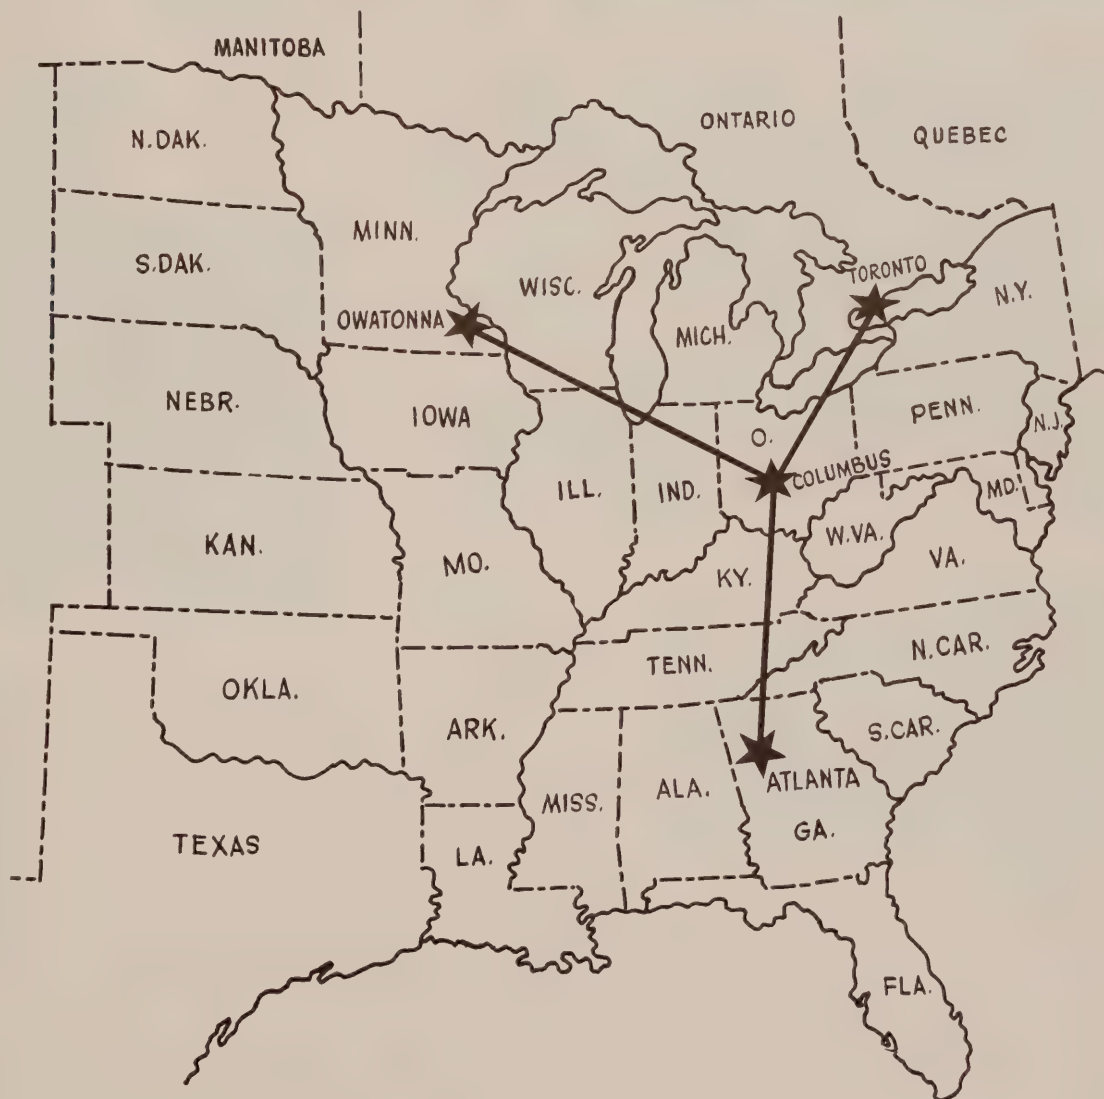 MANITOBA
ONTARIO
QUEBEC
N.DAK.
MINN.
S.DAK.
WISC.
TORONTO
N.Y.
OWATONNA
MICH.
NEBR.
IOWA
PENN.
N.J.
O.
COLUMBUS
ILL.
IND.
MD.
KAN.
MO.
W.VA.
VA.
KY.
TENN.
N.CAR.
OKLA.
ARK.
S.CAR.
ATLANTA
MISS.
ALA.
GA.
TEXAS
LA.
FLA.